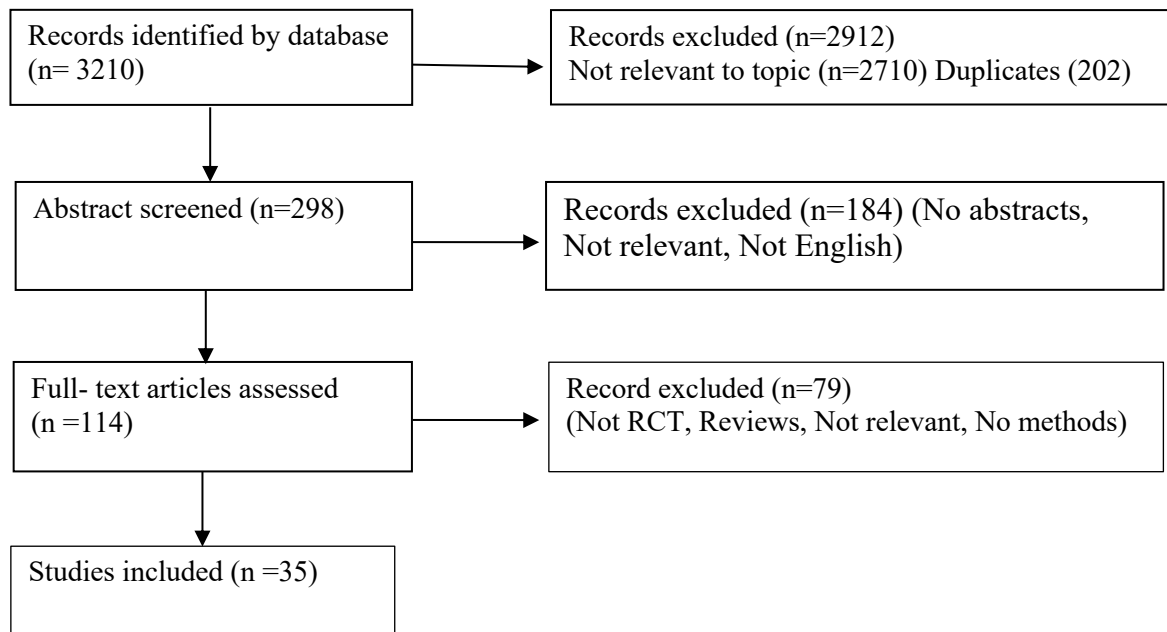 Records identified by database
(n= 3210)
Records excluded (n=2912)
Not relevant to topic (n=2710) Duplicates (202)
Abstract screened (n=298)
Records excluded (n=184) (No abstracts,
Not relevant, Not English)
Full- text articles assessed
(n =114)
Record excluded (n=79)
(Not RCT, Reviews, Not relevant, No methods)
Studies included (n =35)